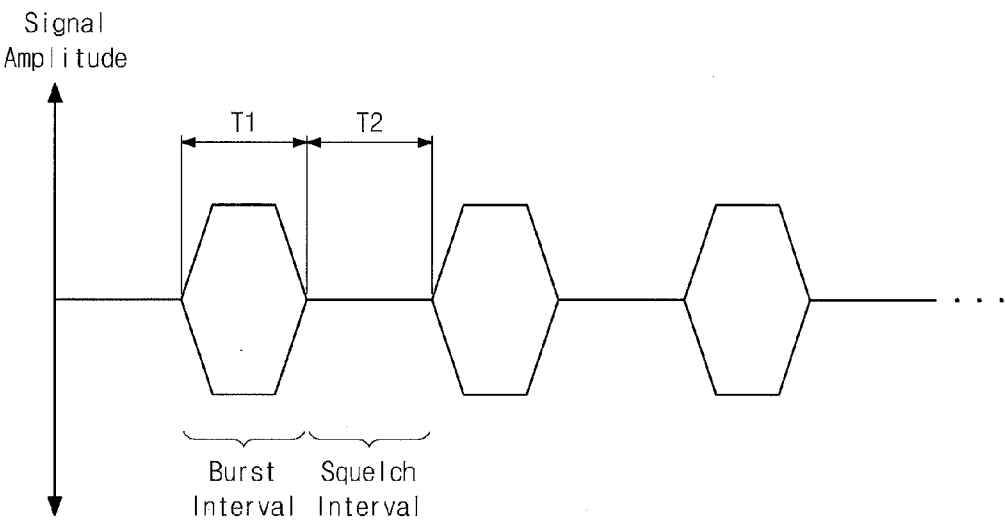 Signal
Amplitude
T1
T2
. . . .
Burst
Interval
Squelch
Interval